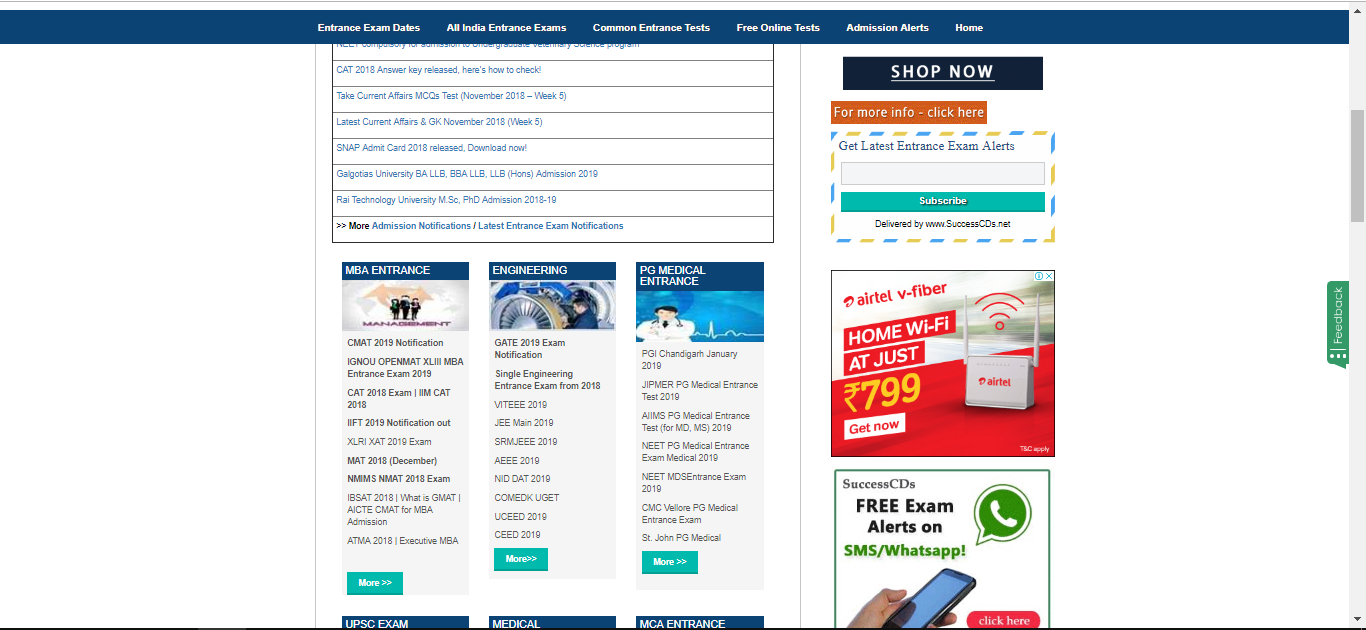 Entrance Exam Dates All India Entrance Exams Common Entrance Tests Free Online Tests Admission Alerts Home
NEET compulsory for admission to Undergraduate Veterinary Science program
CAT 2018 Answer key released, here's how to check!
Take Current Affairs MCQs Test (November 2018 – Week 5)
Latest Current Affairs & GK November 2018 (Week 5)
SNAP Admit Card 2018 released, Download now!
Galgotias University BA LLB, BBA LLB, LLB (Hons) Admission 2019
Rai Technology University M.Sc, PhD Admission 2018-19
>> More Admission Notifications / Latest Entrance Exam Notifications
MBA ENTRANCE
MANAGEMENT
CMAT 2019 Notification
IGNOU OPENMAT XLIII MBA
Entrance Exam 2019
CAT 2018 Exam | IIM CAT
2018
IIFT 2019 Notification out
XLRI XAT 2019 Exam
MAT 2018 (December)
NMIMS NMAT 2018 Exam
IBSAT 2018 | What is GMAT |
AICTE CMAT for MBA
Admission
ATMA 2018 | Executive MBA
More >>
ENGINEERING
GATE 2019 Exam
Notification
Single Engineering
Entrance Exam from 2018
VITEEE 2019
JEE Main 2019
SRMJEEE 2019
AEEE 2019
NID DAT 2019
COMEDK UGET
UCEED 2019
CEED 2019
More>>
PG MEDICAL
ENTRANCE
PGI Chandigarh January
2019
JIPMER PG Medical Entrance
Test 2019
AIIMS PG Medical Entrance
Test (for MD, MS) 2019
NEET PG Medical Entrance
Exam Medical 2019
NEET MDSEntrance Exam
2019
CMC Vellore PG Medical
Entrance Exam
St. John PG Medical
More >>
UPSC EXAM
MEDICAL
MCA ENTRANCE
SHOP NOW
For more info - click here
Get Latest Entrance Exam Alerts
Subscribe
Delivered by www.SuccessCDs.net
airtel v-fiber
HOME Wi-Fi
AT JUST
₹799
Get now
airtel
T&C apply
SuccessCDs
FREE Exam
Alerts on
SMS/Whatsapp!
click here
Feedback